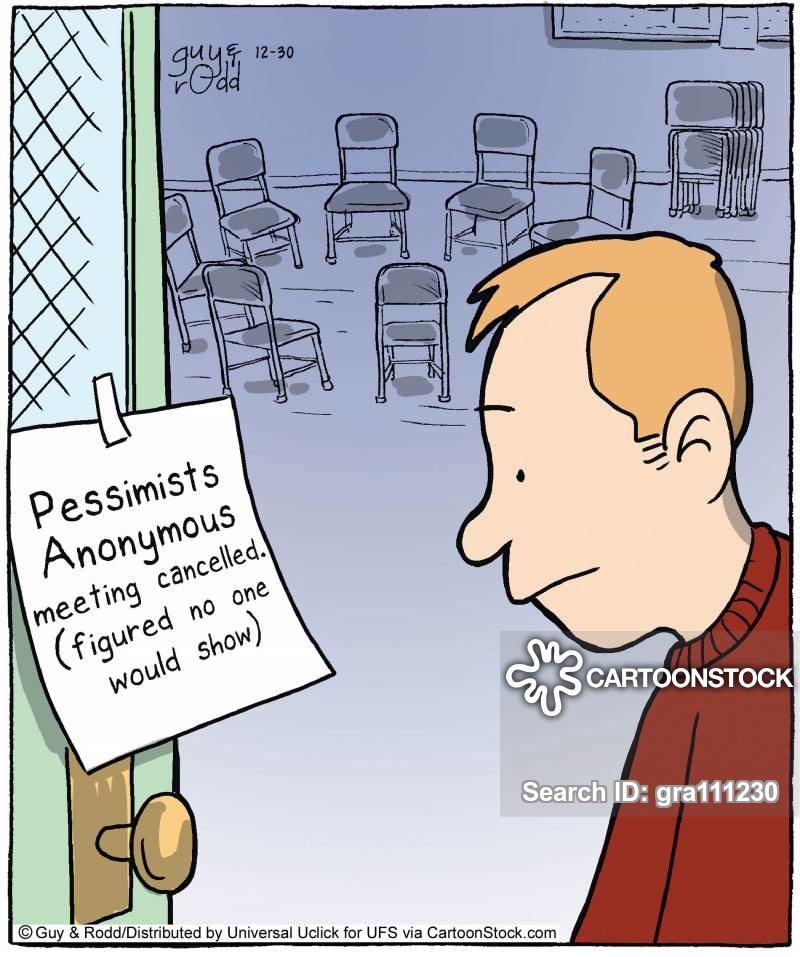 guy &
rodd
12-30
Pessimists
Anonymous
meeting cancelled.
(figured no one
would show)
CARTOONSTOCK
Search ID: gra111230
© Guy & Rodd/Distributed by Universal Uclick for UFS via CartoonStock.com